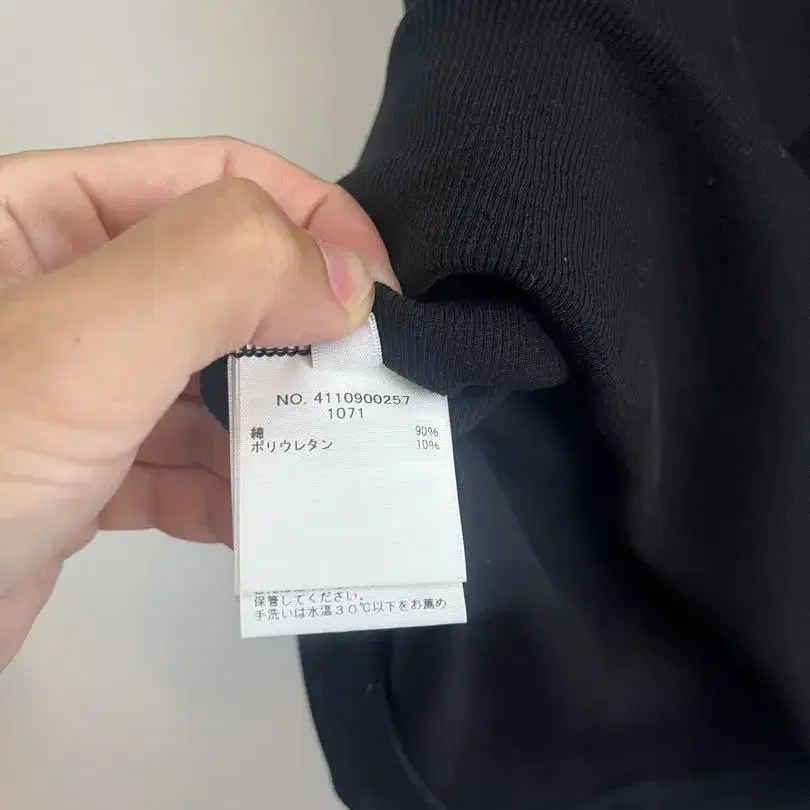 NO. 4110900257
1071
綿 90%
ポリウレタン 10%
保管してください。
手洗いは水温30℃以下をお薦め